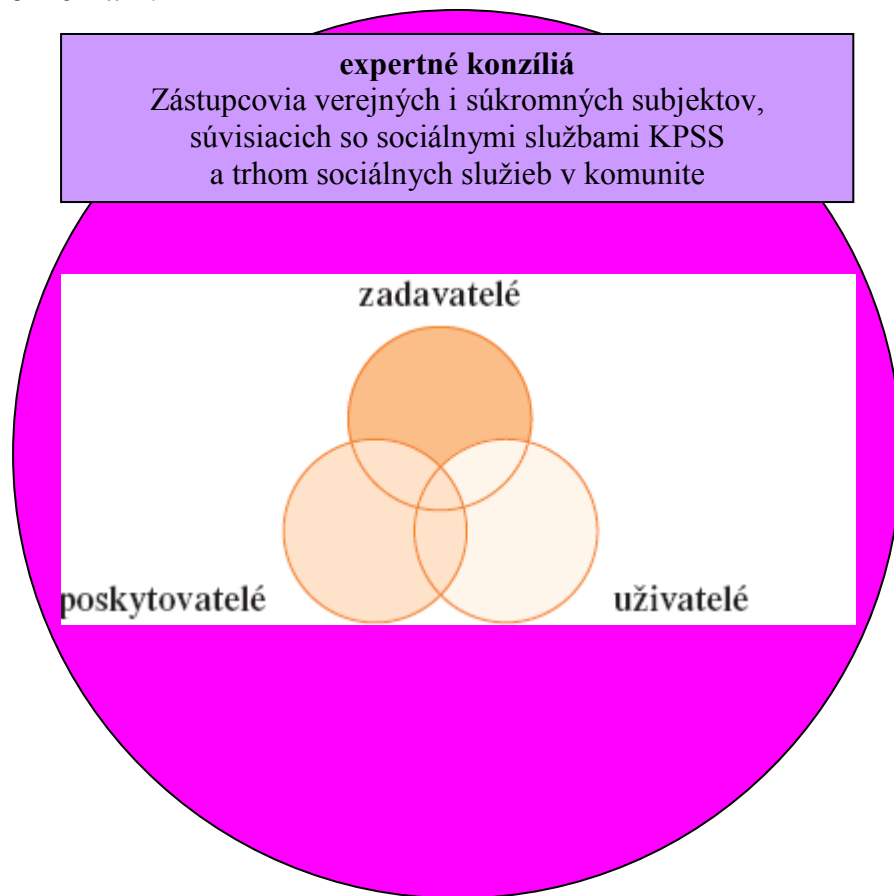 expertné konzíliá
Zástupcovia verejných i súkromných subjektov,
súvisiacich so sociálnymi službami KPSS
a trhom sociálnych služieb v komunite
zadavatelé
poskytovatelé
uživatelé